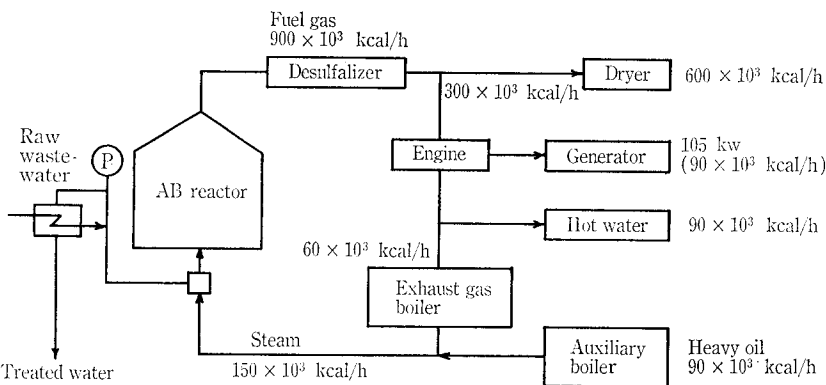 Fuel gas
900 × 10³ kcal/h
Desulfalizer
Dryer
600 × 10³ kcal/h
300 × 10³ kcal/h
Raw
waste-
water
P
AB reactor
Engine
Generator
105 kw
(90 × 10³ kcal/h)
Hot water
90 × 10³ kcal/h
60 × 10³ kcal/h
Exhaust gas
boiler
Steam
150 × 10³ kcal/h
Auxiliary
boiler
Heavy oil
90 × 10³ kcal/h
Treated water